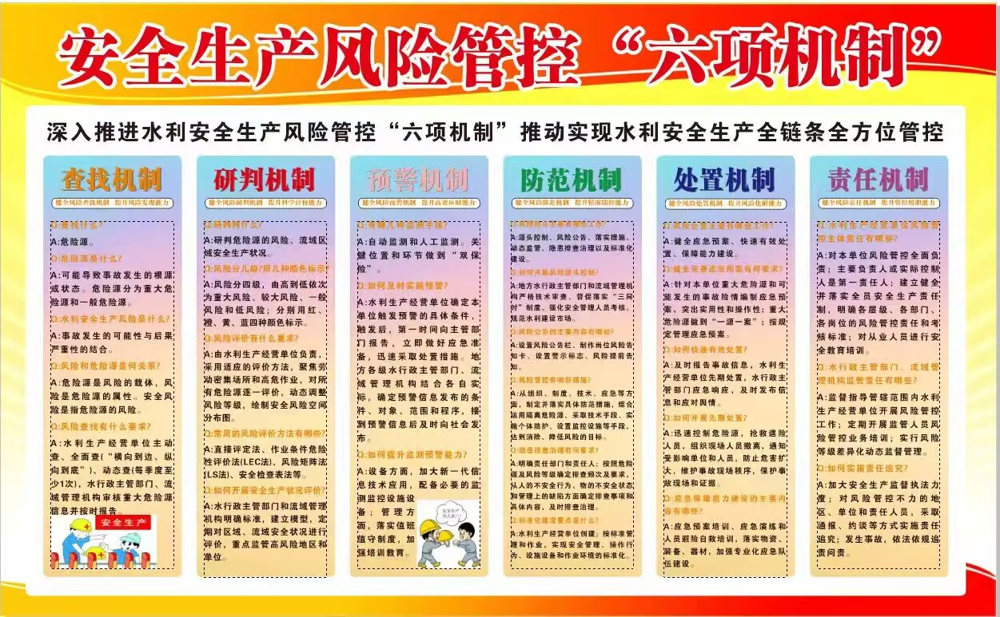 安全生产风险管控“六项机制”
深入推进水利安全生产风险管控“六项机制”推动实现水利安全生产全链条全方位管控
查找机制
健全风险查找机制 提升风险发现能力
Q:查找什么?
A:危险源。
Q:危险源是什么?
A:可能导致事故发生的根源
或状态。危险源分为重大危
险源和一般危险源。
Q:水利安全生产风险是什么?
A:事故发生的可能性与后果
严重性的结合。
Q:风险和危险源是何关系?
A:危险源是风险的载体,风
险是危险源的属性。安全风
险是指危险源的风险。
Q:风险查找有什么要求?
A:水利生产经营单位主动
查、全面查(“横向到边、纵
向到底”)、动态查(每季度至
少1次),水行政主管部门、流
域管理机构审核重大危险源
信息并按时报告。
安全生产
研判机制
健全风险研判机制 提升科学评价能力
Q:研判判什么?
A:研判危险源的风险、流域区
域安全生产状况。
Q:风险分几级?用几种颜色标示?
A:风险分四级,由高到低依次
为重大风险、较大风险、一般
风险和低风险;分别用红、
橙、黄、蓝四种颜色标示。
Q:风险评价有什么要求?
A:由水利生产经营单位负责,
采用适应的评价方法,聚焦劳
动密集场所和高危作业,对所
有危险源逐一评价,动态调整
风险等级,绘制安全风险空间
分布图。
Q:常用的风险评价方法有哪些?
A:直接评定法、作业条件危险
性评价法(LEC法)、风险矩阵法
(LS法)、安全检查表法等。
Q:如何开展安全生产状况评价?
A:水行政主管部门和流域管理
机构明确标准,建立模型,定
期对区域、流域安全状况进行
评价,重点监管高风险地区和
单位。
预警机制
健全风险预警机制 提升高效应时能力
Q:有哪几种监测手段?
A:自动监测和人工监测。关
键位置和环节做到“双保
险”。
Q:如何及时实施预警?
A:水利生产经营单位确定本
单位触发预警的具体条件,
触发后,第一时间向主管部
门报告,立即做好应急准
备,迅速采取处置措施。地
方各级水行政主管部门、流
域管理机构结合各自实
际,确定预警信息发布的条
件、对象、范围和程序,接
到预警信息后及时向社会发
布。
Q:如何提升监测预警能力?
A:设备方面,加大新一代信
息技术应用,配备必要的监
测监控设施设
备;管理方
面,落实值班
值守制度,加
强培训教育。
防范机制
健全风险防范机制 提升精准防控能力
Q:风险防范主要有哪些工作?
A:源头控制、风险公告、落实措施、
动态监管、隐患排查治理以及标准化
建设。
Q:如何开展风险源头控制?
A:地方水行政主管部门和流域管理机
构严格技术审查、督促落实“三同
时”制度、强化安全管理人员考核、
规范水利建设市场。
Q:风险公告的主要内容有哪些?
A:设置风险公告栏、制作岗位风险告
知卡、设置警示标志、风险提前告
知。
Q:风险管控有哪些措施?
A:从组织、制度、技术、应急等方
面,制定并落实具体防范措施,综合
运用隔离危险源、采取技术手段、实
施个体防护、设置监控设施等手段,
达到消除、降低风险的目标。
Q:隐患排查治理有何要求?
A:明确责任部门和责任人;按照危险
源及风险等级确定排查频次及要求,
从人的不安全行为、物的不安全状态
和管理上的缺陷方面确定排查事项和
具体内容,及时排查治理。
Q:标准化建设要点是什么?
A:水利生产经营单位创建;按标准管
理和作业,实现安全管理、操作行
为、设施设备和作业环境的标准化。
处置机制
健全风险处置机制 提升风险化解能力
Q:风险处置主要有哪些工作?
A:健全应急预案、快速有效处
置、保障能力建设。
Q:健全完善应急预案有何要求?
A:针对本单位重大危险源和可
能发生的事故险情编制应急预
案,突出实用性和操作性;重大
危险源做到“一源一案”;按规
定管理应急预案。
Q:如何快速有效处置?
A:及时报告事故信息,水利生
产经营单位先期处置,水行政主
管部门应急响应,及时发布信
息和应对舆情。
Q:如何开展先期处置?
A:迅速控制危险源,抢救遇险
人员,组织现场人员撤离,通知
受影响单位和人员,防止危害扩
大,维护事故现场秩序,保护事
故现场和证据。
Q:应急保障能力建设的主要内
容有哪些?
A:应急预案培训、应急演练和
人员避险自救培训,落实物资、
装备、器材,加强专业化应急队
伍建设。
责任机制
健全风险责任机制 提升管控履职能力
Q:水利生产经营单位风险管
控主体责任有哪些?
A:对本单位风险管控全面负
责;主要负责人或实际控制
人是第一责任人;建立健全
并落实全员安全生产责任
制,明确各层级、各部门、
各岗位的风险管控责任和考
核标准;对从业人员进行安
全教育培训。
Q:水行政主管部门、流域管
理机构监管责任有哪些?
A:监督指导管辖范围内水利
生产经营单位开展风险管控
工作;定期开展监管人员风
险管控业务培训;实行风险
等级差异化动态监督管理。
Q:如何实施责任追究?
A:加大安全生产监督执法力
度;对风险管控不力的地
区、单位和责任人员,采取
通报、约谈等方式实施责任
追究;发生事故,依法依规追
责问责。